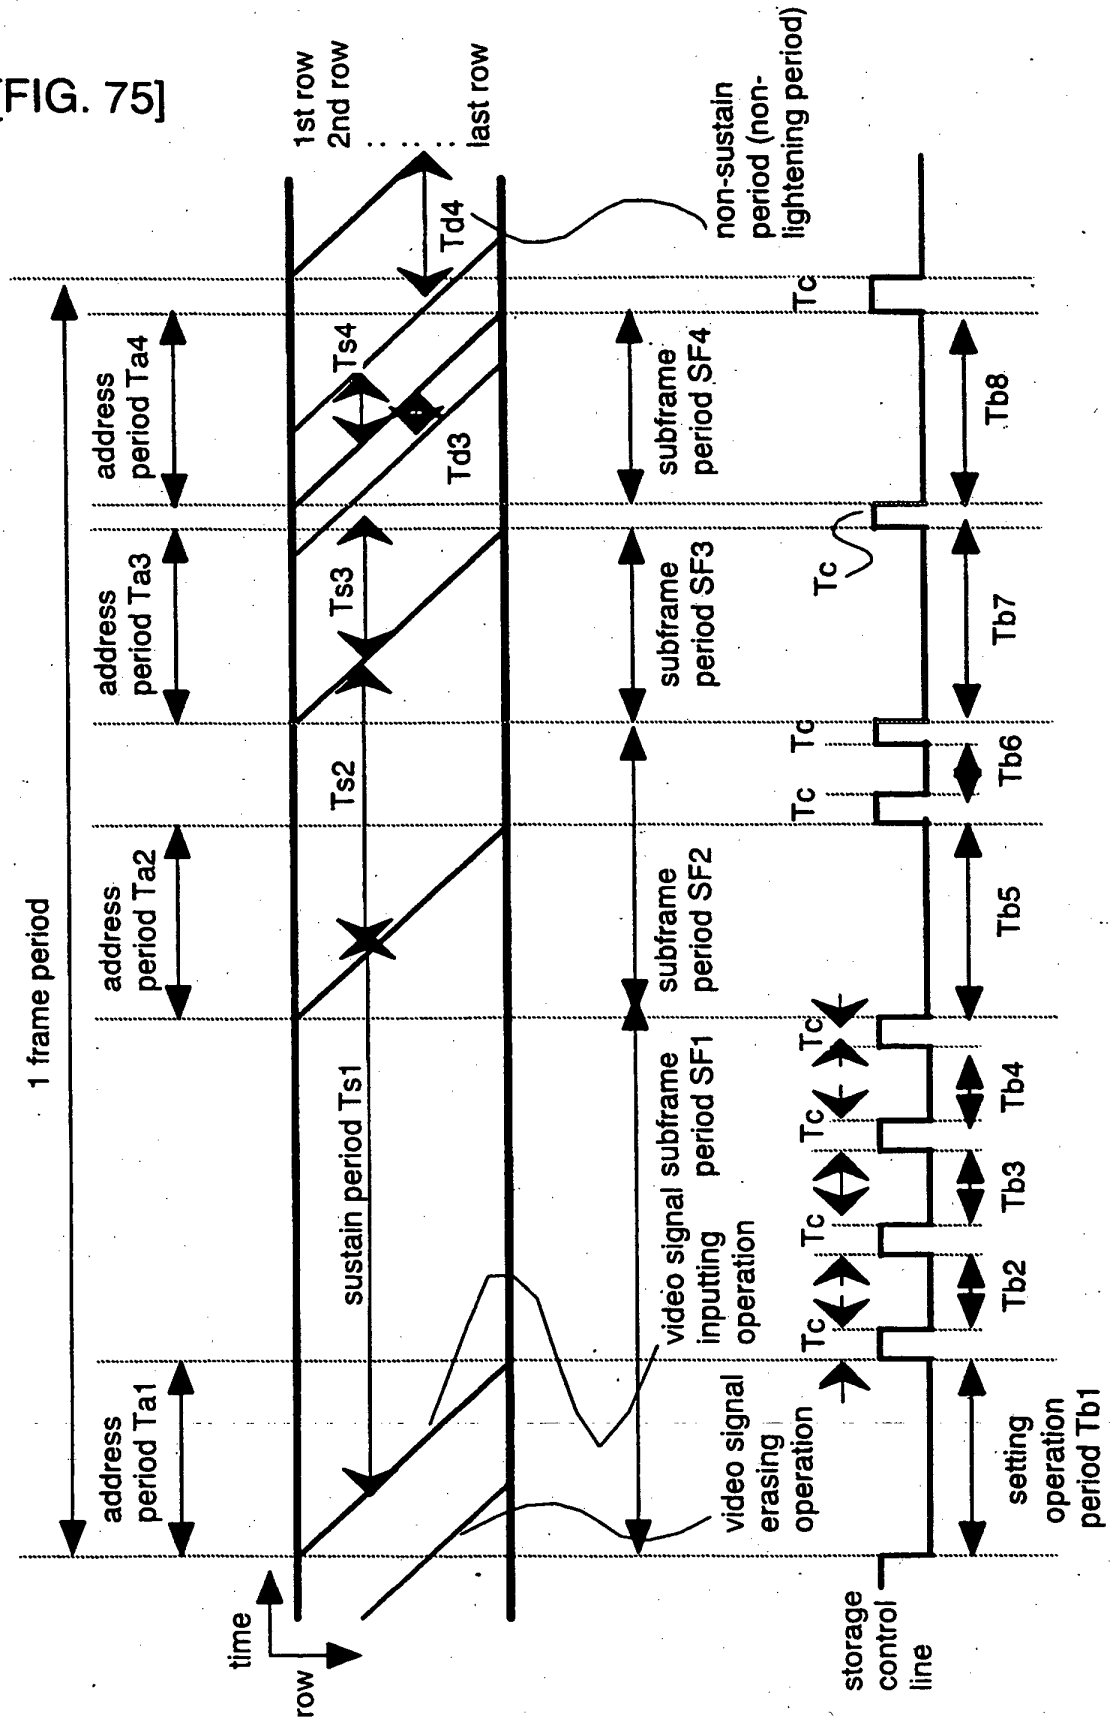 [FIG. 75]
1 frame period
address
period Ta1
address
period Ta2
address
period Ta3
address
period Ta4
time
row
1st row
2nd row
last row
sustain period Ts1
Ts2
Ts3
Ts4
Td3
Td4
non-sustain
period (non-
lightening period)
video signal
erasing
operation
video signal
inputting
operation
subframe
period SF1
subframe
period SF2
subframe
period SF3
subframe
period SF4
storage
control
line
Tc
Tc
Tc
Tc
Tc
Tc
Tc
Tc
setting
operation
period Tb1
Tb2
Tb3
Tb4
Tb5
Tb6
Tb7
Tb8